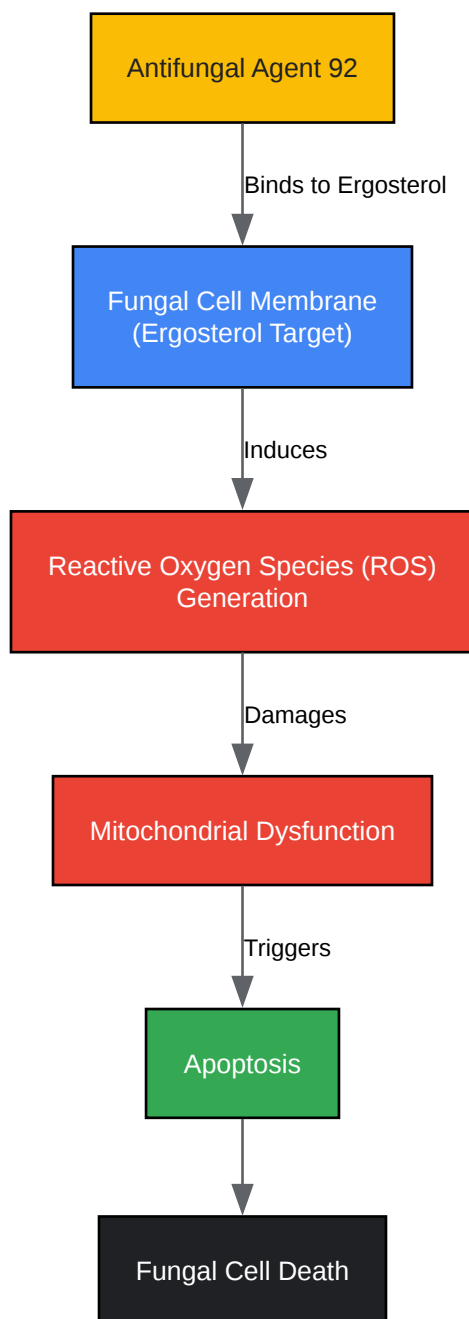 Antifungal Agent 92
Binds to Ergosterol
Fungal Cell Membrane
(Ergosterol Target)
Induces
Reactive Oxygen Species (ROS)
Generation
Damages
Mitochondrial Dysfunction
Triggers
Apoptosis
Fungal Cell Death